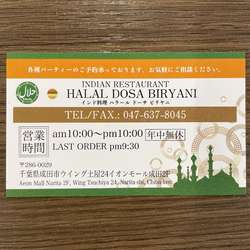 各種パーティーのご予約承っております。お気軽にご相談ください。
حلال
INDIAN RESTAURANT
HALAL DOSA BIRYANI
インド料理 ハラール ドーサ ビリヤニ
TEL/FAX.: 047-637-8045
営業時間
am10:00～pm10:00 年中無休
LAST ORDER pm9:30
〒286-0029
千葉県成田市ウイング土屋24イオンモール成田2F
Aeon Mall Narita 2F, Wing Tsuchiya 24, Narita-shi, Chiba